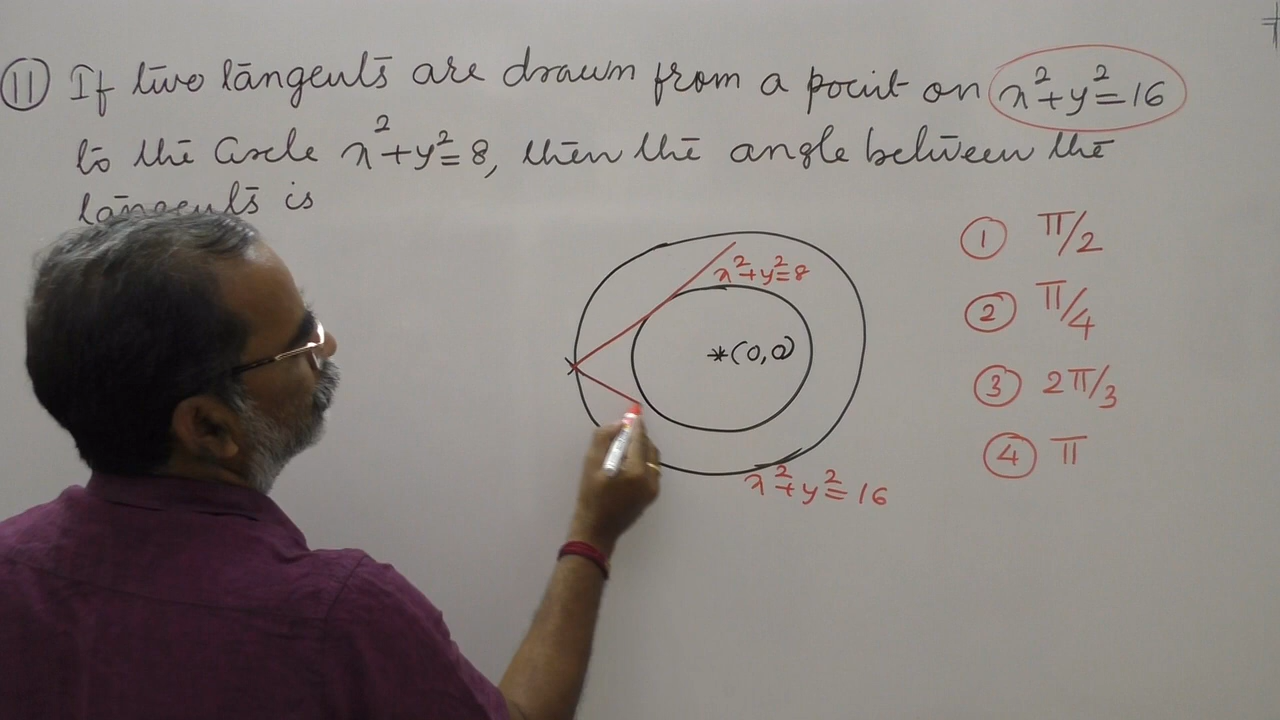 11 If two tangents are drawn from a point on x²+y²=16
to the Circle x²+y²=8, then the angle between the
tangents is
1 π/2
2 π/4
3 2π/3
4 π
x²+y²=8
*(0,0)
x²+y²=16